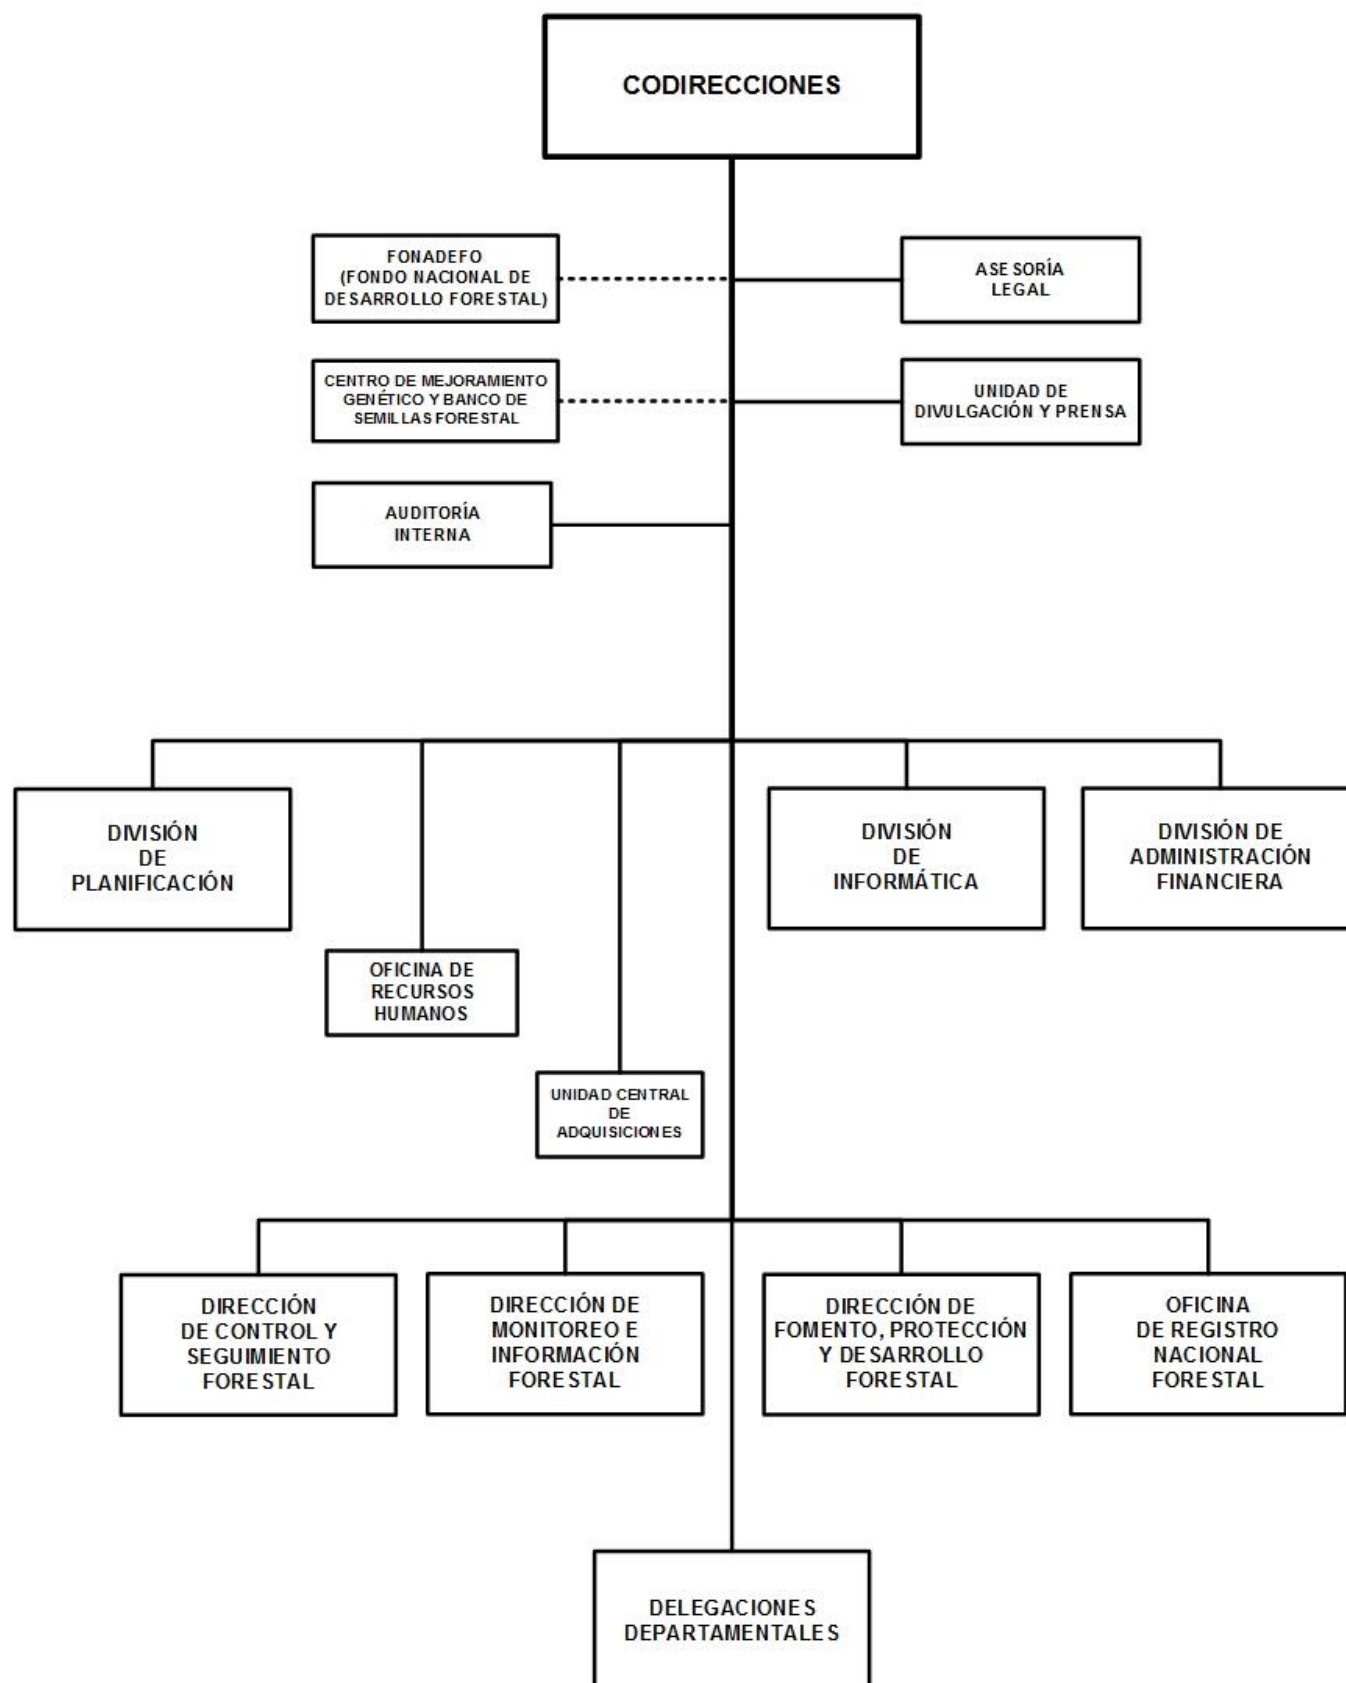 CODIRECCIONES
FONADEFO
(FONDO NACIONAL DE
DESARROLLO FORESTAL)
ASESORÍA
LEGAL
CENTRO DE MEJORAMIENTO
GENÉTICO Y BANCO DE
SEMILLAS FORESTAL
UNIDAD DE
DIVULGACIÓN Y PRENSA
AUDITORÍA
INTERNA
DIVISIÓN
DE
PLANIFICACIÓN
DIVISIÓN
DE
INFORMÁTICA
DIVISIÓN DE
ADMINISTRACIÓN
FINANCIERA
OFICINA DE
RECURSOS
HUMANOS
UNIDAD CENTRAL
DE
ADQUISICIONES
DIRECCIÓN
DE CONTROL Y
SEGUIMIENTO
FORESTAL
DIRECCIÓN DE
MONITOREO E
INFORMACIÓN
FORESTAL
DIRECCIÓN DE
FOMENTO, PROTECCIÓN
Y DESARROLLO
FORESTAL
OFICINA
DE REGISTRO
NACIONAL
FORESTAL
DELEGACIONES
DEPARTAMENTALES